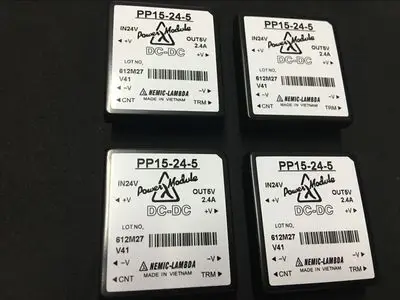 PP15-24-5
IN24V Power Module OUT5V
◁ +V 2.4A
DC-DC +V ▷
LOT NO.
612M27
V41
◁ -V -V ▷
NEMIC-LAMBDA
◁ CNT MADE IN VIETNAM TRM ▷
PP15-24-5
IN24V Power Module OUT5V
◁ +V 2.4A
DC-DC +V ▷
LOT NO.
612M27
V41
◁ -V -V ▷
NEMIC-LAMBDA
◁ CNT MADE IN VIETNAM TRM ▷
PP15-24-5
IN24V Power Module OUT5V
◁ +V 2.4A
DC-DC +V ▷
LOT NO.
612M27
V41
◁ -V -V ▷
NEMIC-LAMBDA
◁ CNT MADE IN VIETNAM TRM ▷
PP15-24-5
IN24V Power Module OUT5V
◁ +V 2.4A
DC-DC +V ▷
LOT NO.
612M27
V41
◁ -V -V ▷
NEMIC-LAMBDA
◁ CNT MADE IN VIETNAM TRM ▷